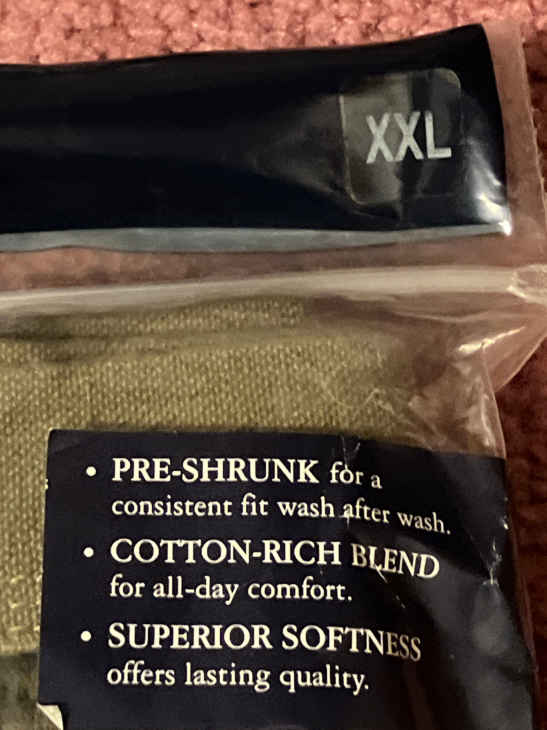 XXL
• PRE-SHRUNK for a
consistent fit wash after wash.
• COTTON-RICH BLEND
for all-day comfort.
• SUPERIOR SOFTNESS
offers lasting quality.